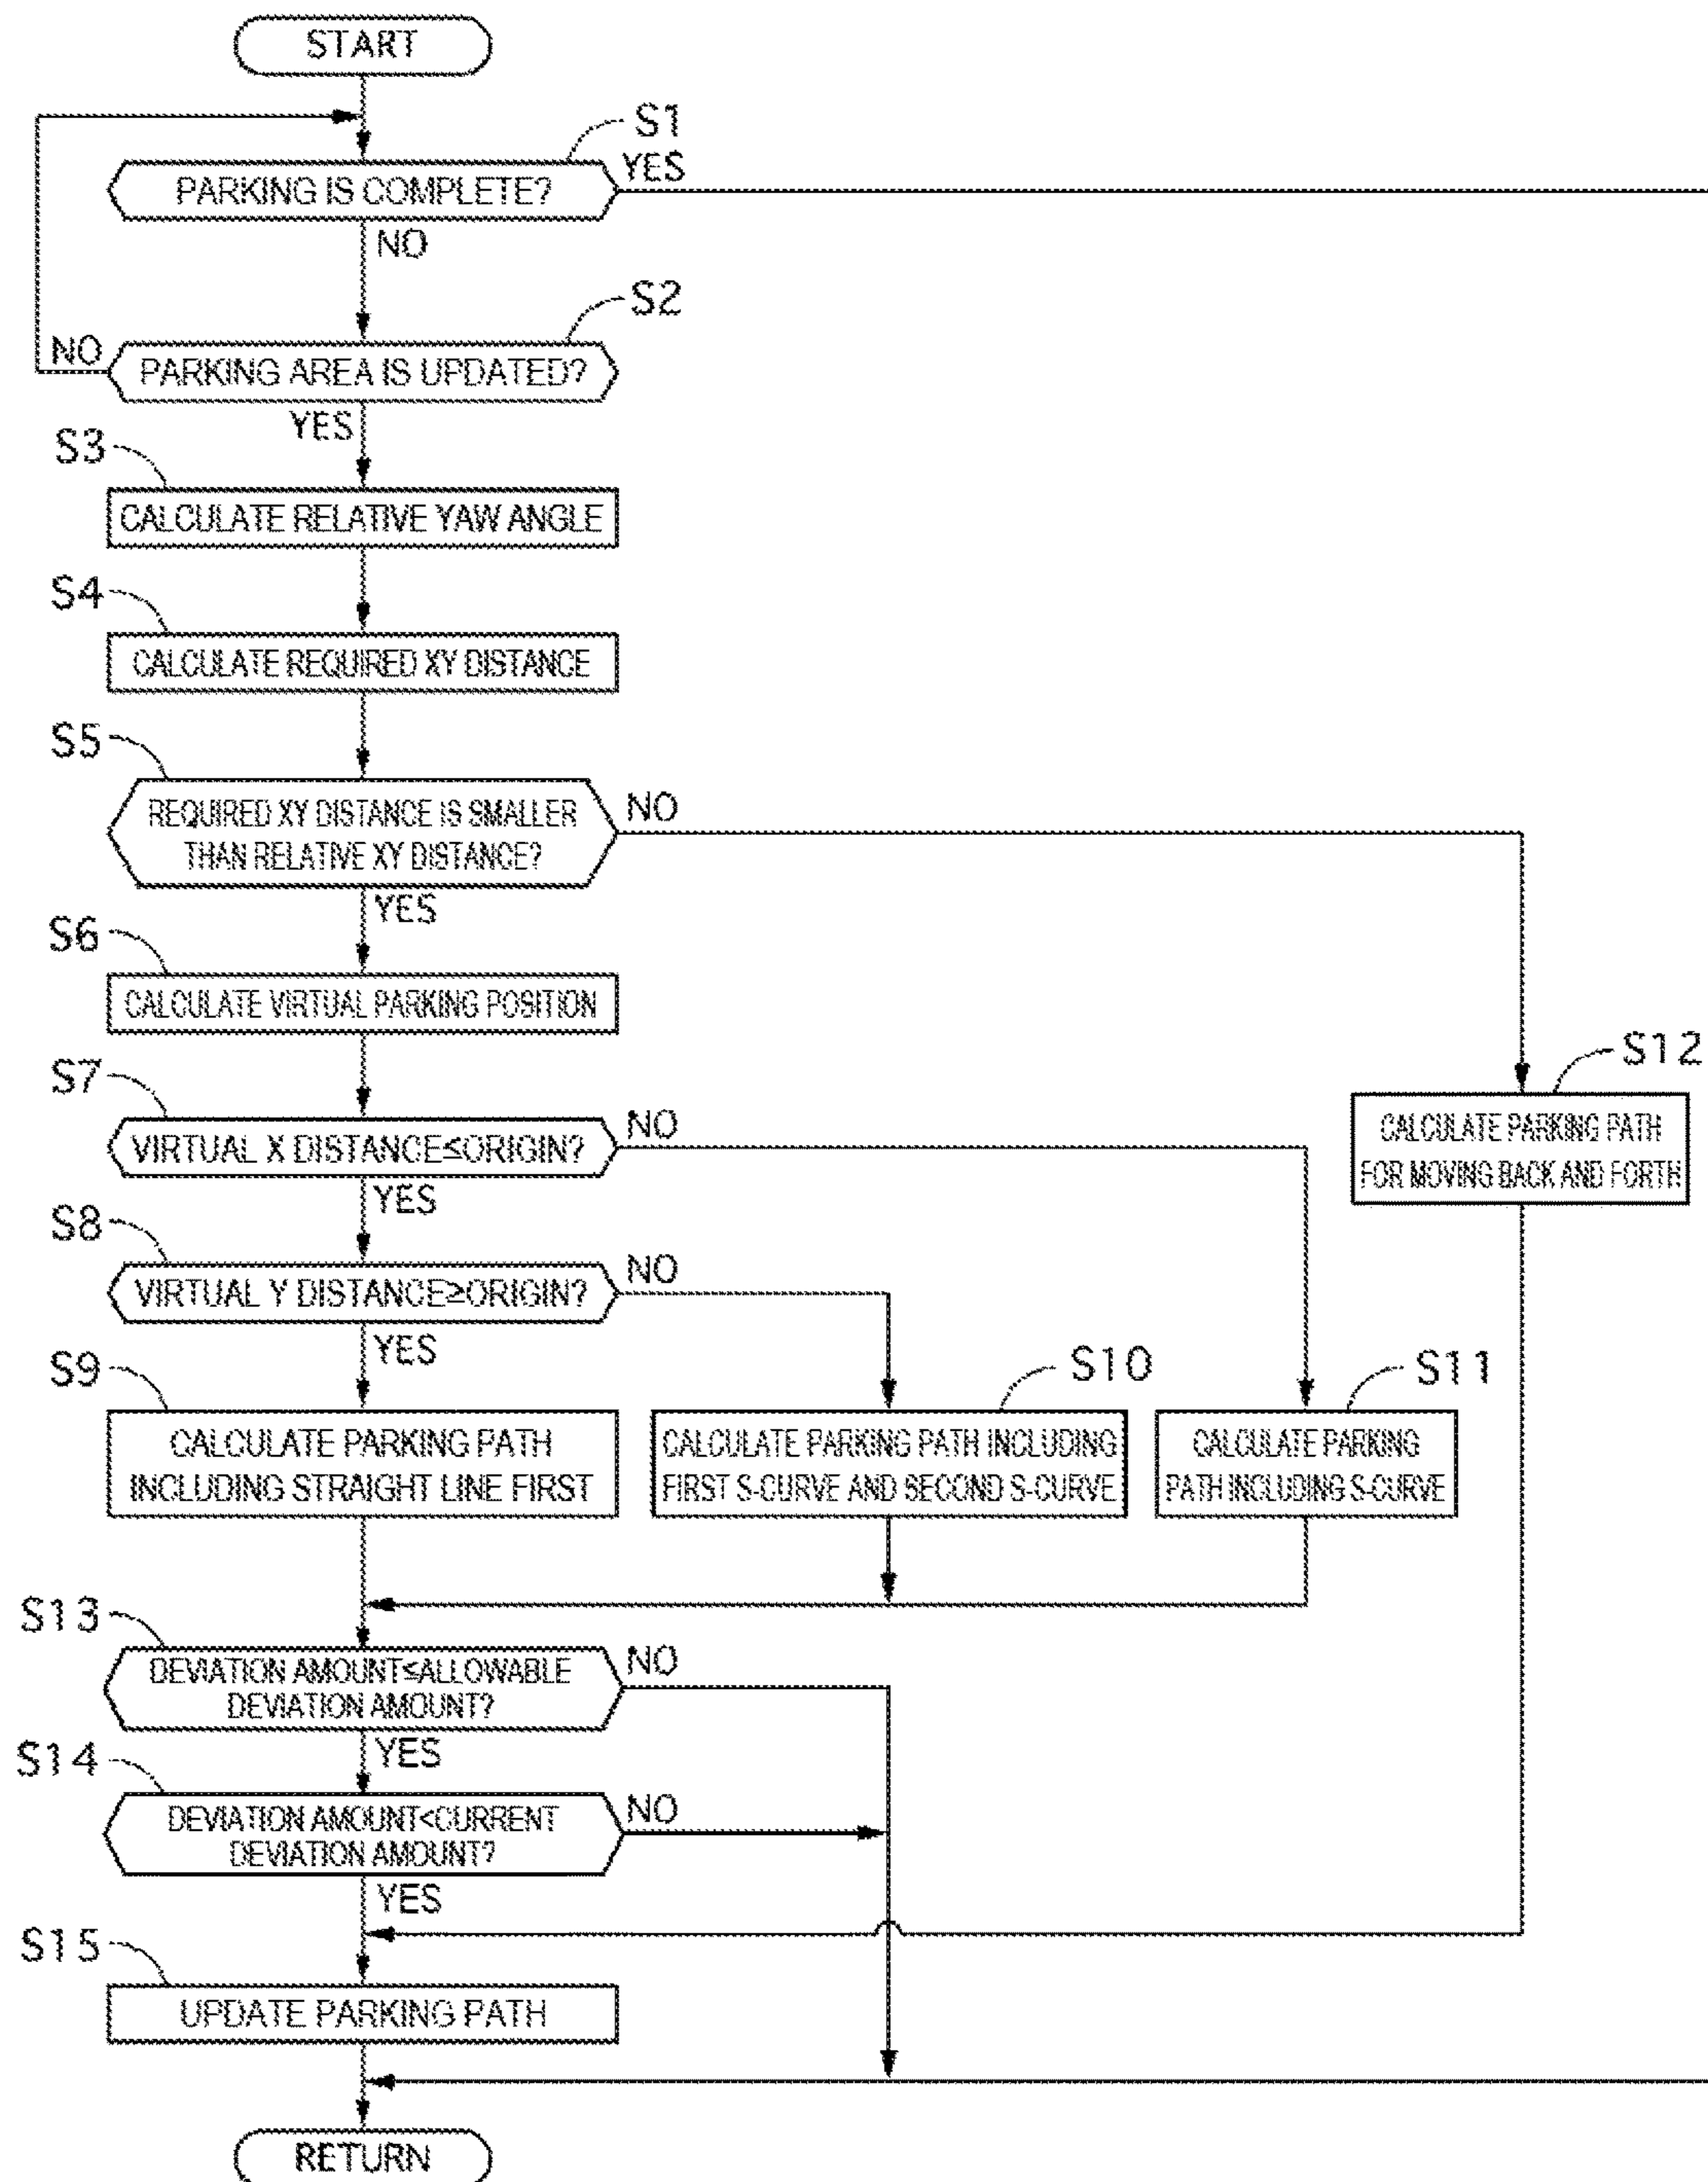 START
S1
YES
PARKING IS COMPLETE?
NO
S2
NO
PARKING AREA IS UPDATED?
YES
S3
CALCULATE RELATIVE YAW ANGLE
S4
CALCULATE REQUIRED XY DISTANCE
S5
REQUIRED XY DISTANCE IS SMALLER
THAN RELATIVE XY DISTANCE?
NO
YES
S6
CALCULATE VIRTUAL PARKING POSITION
S12
CALCULATE PARKING PATH
FOR MOVING BACK AND FORTH
S7
VIRTUAL X DISTANCE≤ORIGIN?
NO
YES
S8
VIRTUAL Y DISTANCE≥ORIGIN?
NO
YES
S9
CALCULATE PARKING PATH
INCLUDING STRAIGHT LINE FIRST
S10
CALCULATE PARKING PATH INCLUDING
FIRST S-CURVE AND SECOND S-CURVE
S11
CALCULATE PARKING
PATH INCLUDING S-CURVE
S13
DEVIATION AMOUNT≤ALLOWABLE
DEVIATION AMOUNT?
NO
YES
S14
DEVIATION AMOUNT<CURRENT
DEVIATION AMOUNT?
NO
YES
S15
UPDATE PARKING PATH
RETURN